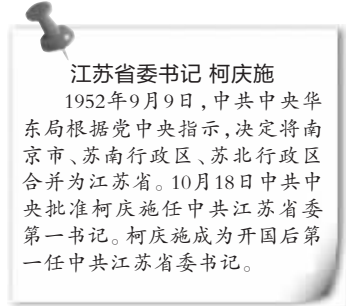 江苏省委书记 柯庆施
1952年9月9日,中共中央华
东局根据党中央指示,决定将南
京市、苏南行政区、苏北行政区
合并为江苏省。10月18日中共中
央批准柯庆施任中共江苏省委
第一书记。柯庆施成为开国后第
一任中共江苏省委书记。